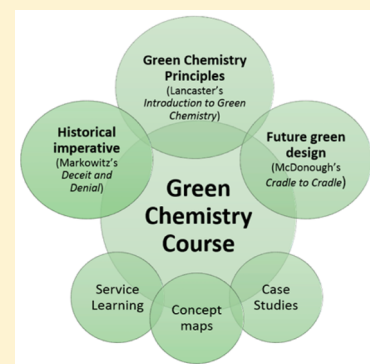 Green Chemistry
Principles
(Lancaster's
Introduction to Green
Chemistry)
Historical
imperative
(Markowitz's
Deceit and
Denial)
Future green
design
(McDonough's
Cradle to Cradle)
Green
Chemistry
Course
Service
Learning
Concept
maps
Case
Studies